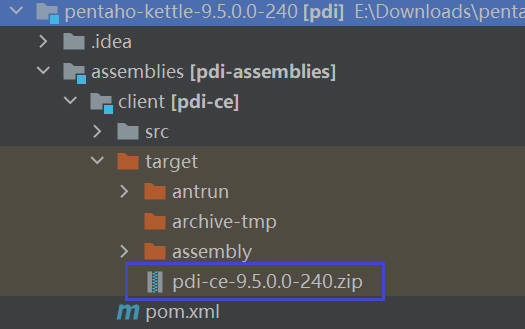 pentaho-kettle-9.5.0.0-240 [pdi] E:\Downloads\penta
.idea
assemblies [pdi-assemblies]
client [pdi-ce]
src
target
antrun
archive-tmp
assembly
pdi-ce-9.5.0.0-240.zip
m pom.xml